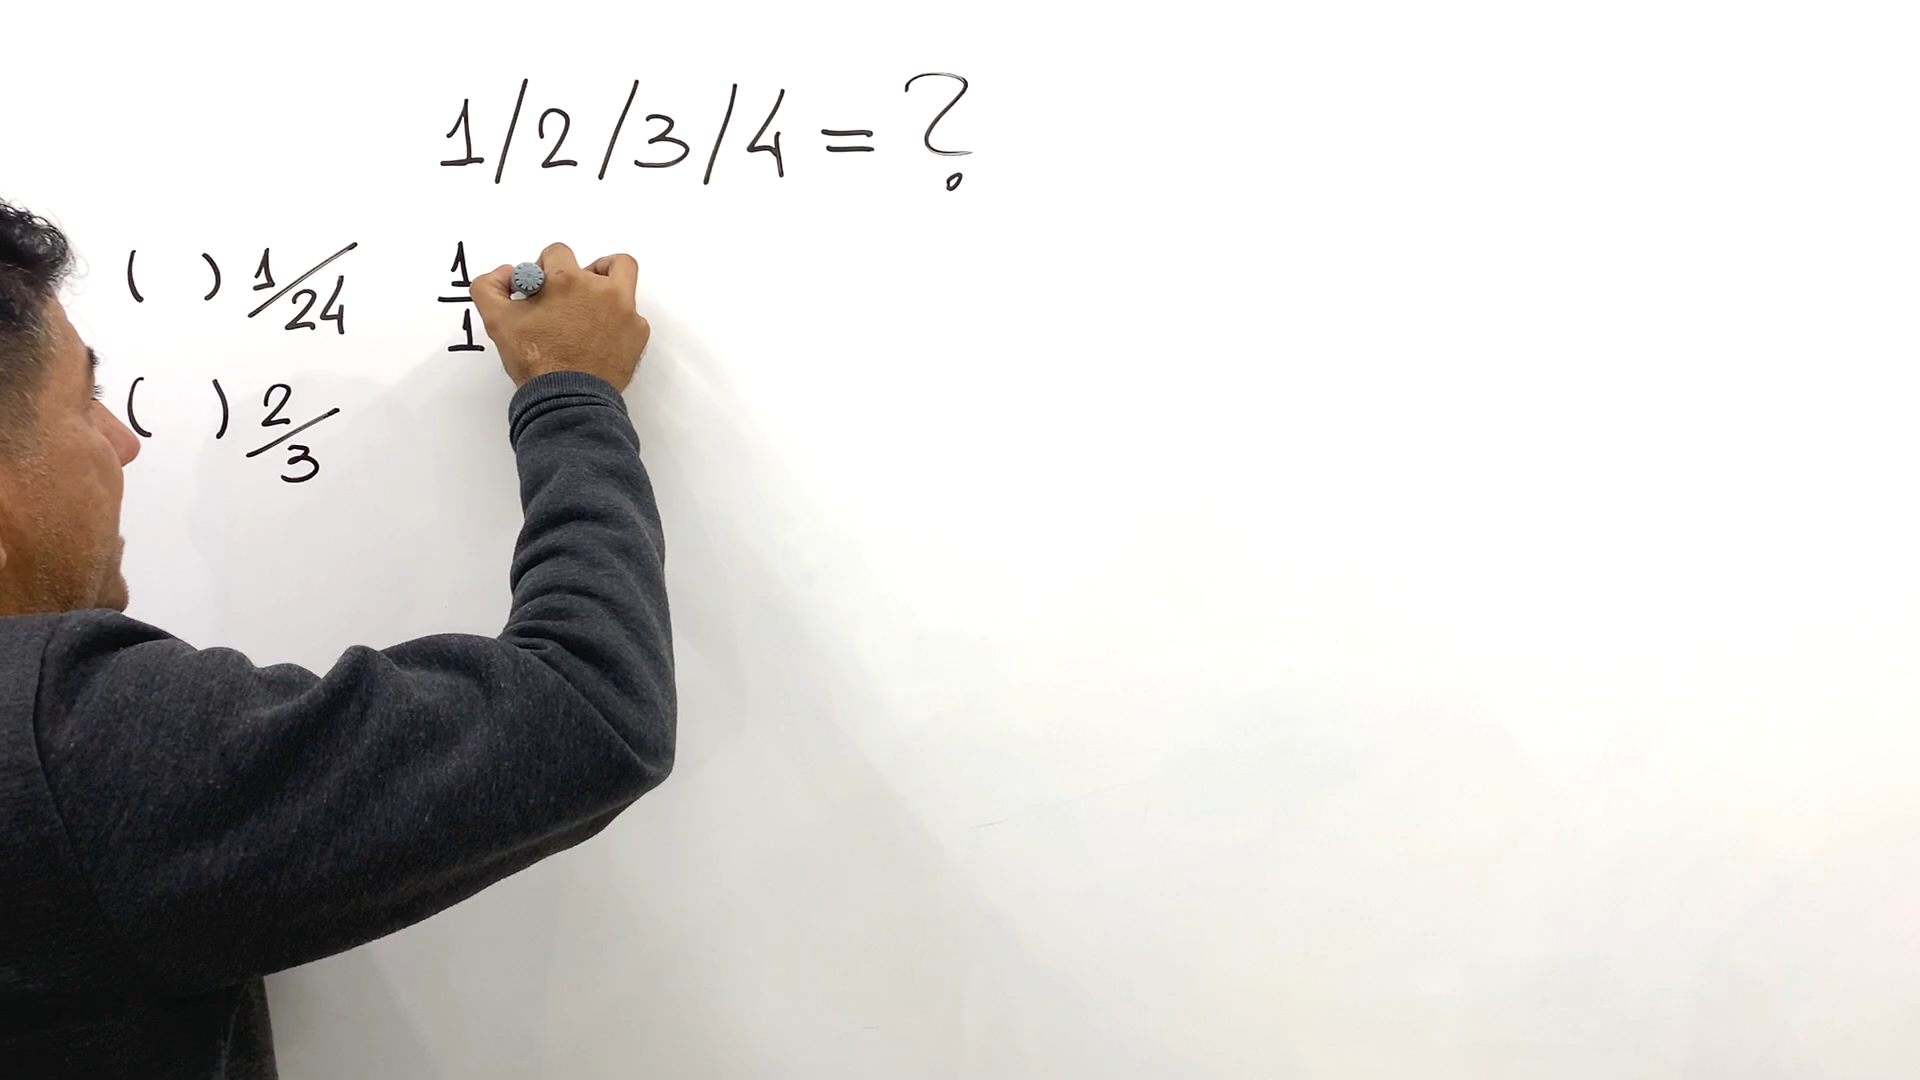 1/2/3/4 = ?
( ) 1/24
1/1
( ) 2/3